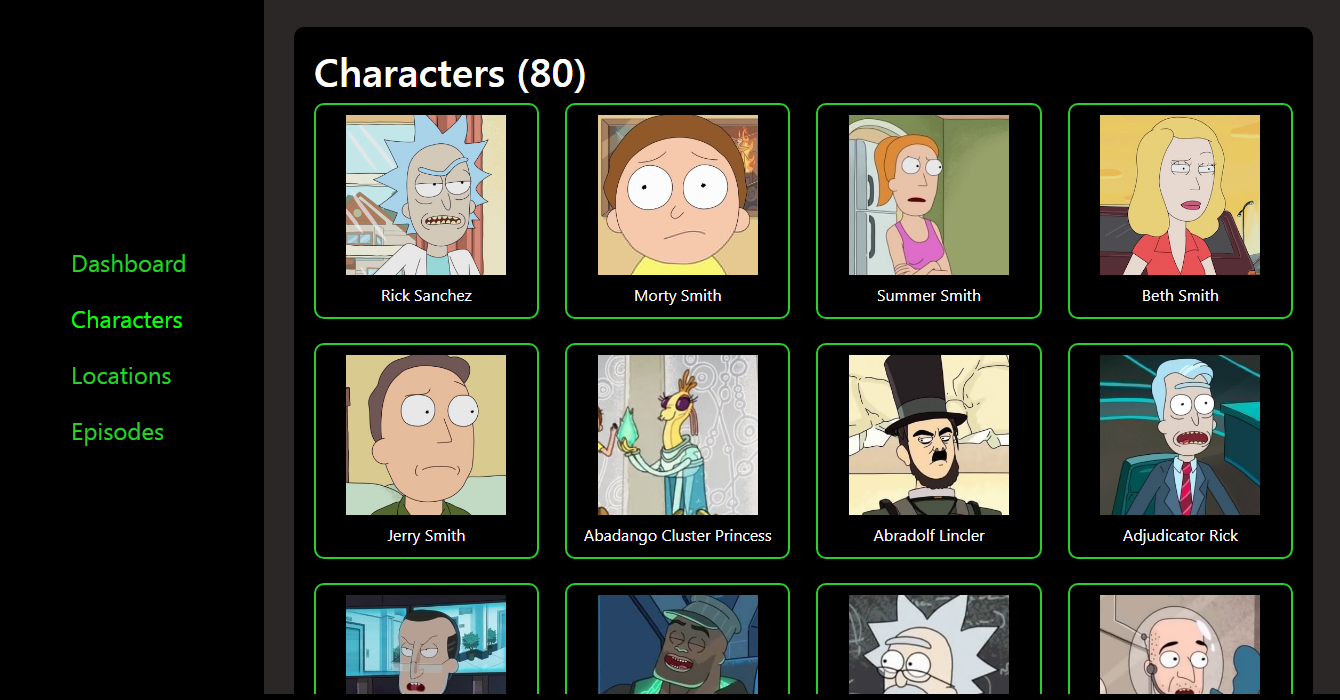 Dashboard
Characters
Locations
Episodes
Characters (80)
Rick Sanchez
Morty Smith
Summer Smith
Beth Smith
Jerry Smith
Abadango Cluster Princess
Abradolf Lincler
Adjudicator Rick